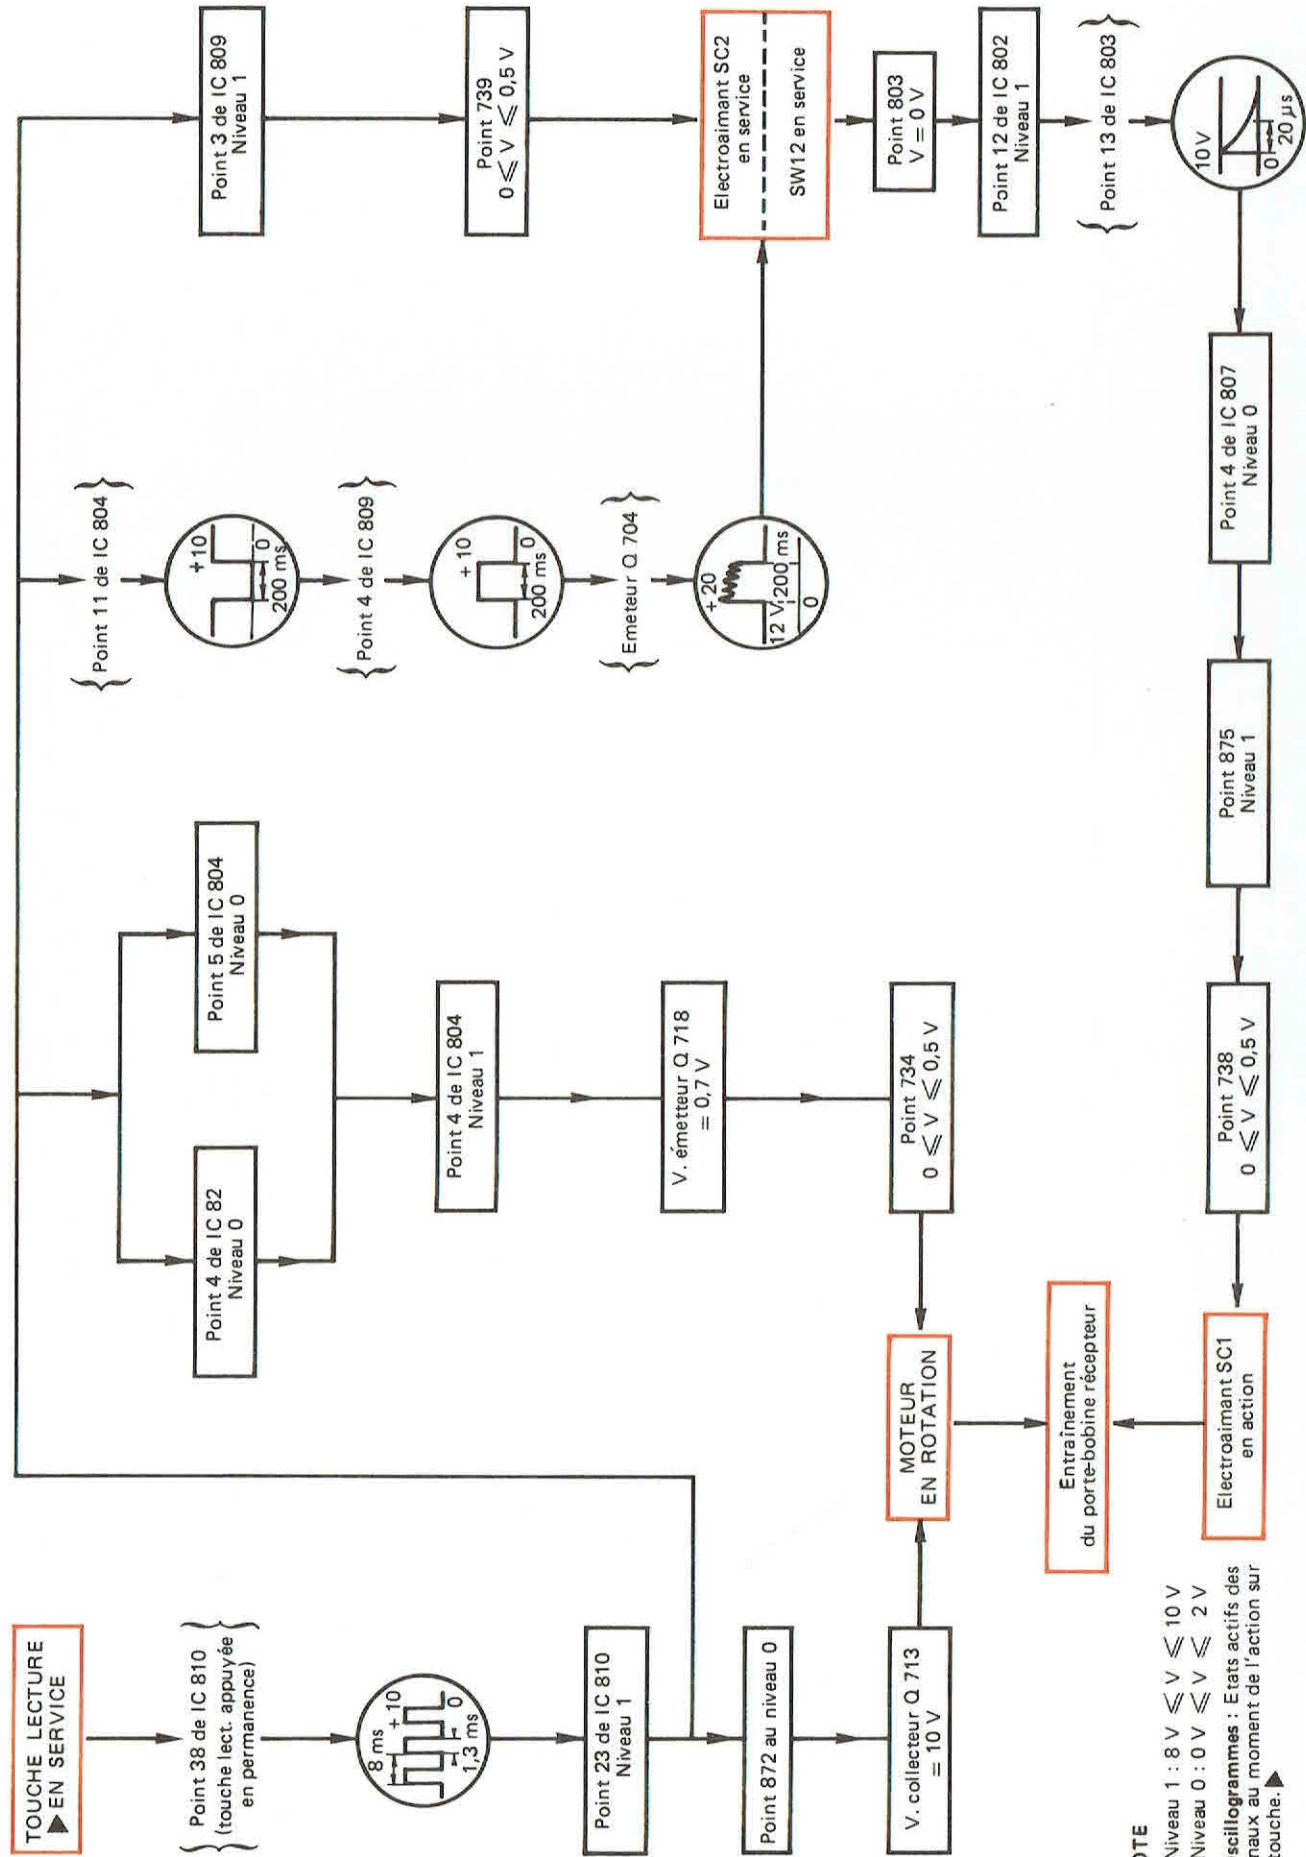 TOUCHE LECTURE
▶ EN SERVICE
Point 38 de IC 810
(touche lect. appuyée
en permanence)
8 ms
+ 10
1,3 ms
0
Point 23 de IC 810
Niveau 1
Point 872 au niveau 0
V. collecteur Q 713
= 10 V
MOTEUR
EN ROTATION
Point 4 de IC 82
Niveau 0
Point 5 de IC 804
Niveau 0
Point 4 de IC 804
Niveau 1
V. émetteur Q 718
= 0,7 V
Point 734
0 ⩽ V ⩽ 0,5 V
Point 11 de IC 804
+10
0
200 ms
Point 4 de IC 809
+ 10
0
200 ms
Emeteur Q 704
+ 20
12 V
200 ms
0
Point 3 de IC 809
Niveau 1
Point 739
0 ⩽ V ⩽ 0,5 V
Electroaimant SC2
en service
SW12 en service
Point 803
V = 0 V
Point 12 de IC 802
Niveau 1
Point 13 de IC 803
10 V
0
20 µs
Point 4 de IC 807
Niveau 0
Point 875
Niveau 1
Point 738
0 ⩽ V ⩽ 0,5 V
Electroaimant SC1
en action
Entraînement
du porte-bobine récepteur
OTE
Niveau 1 : 8 V ⩽ V ⩽ 10 V
Niveau 0 : 0 V ⩽ V ⩽ 2 V
scillogrammes : Etats actifs des
naux au moment de l'action sur
touche. ▶